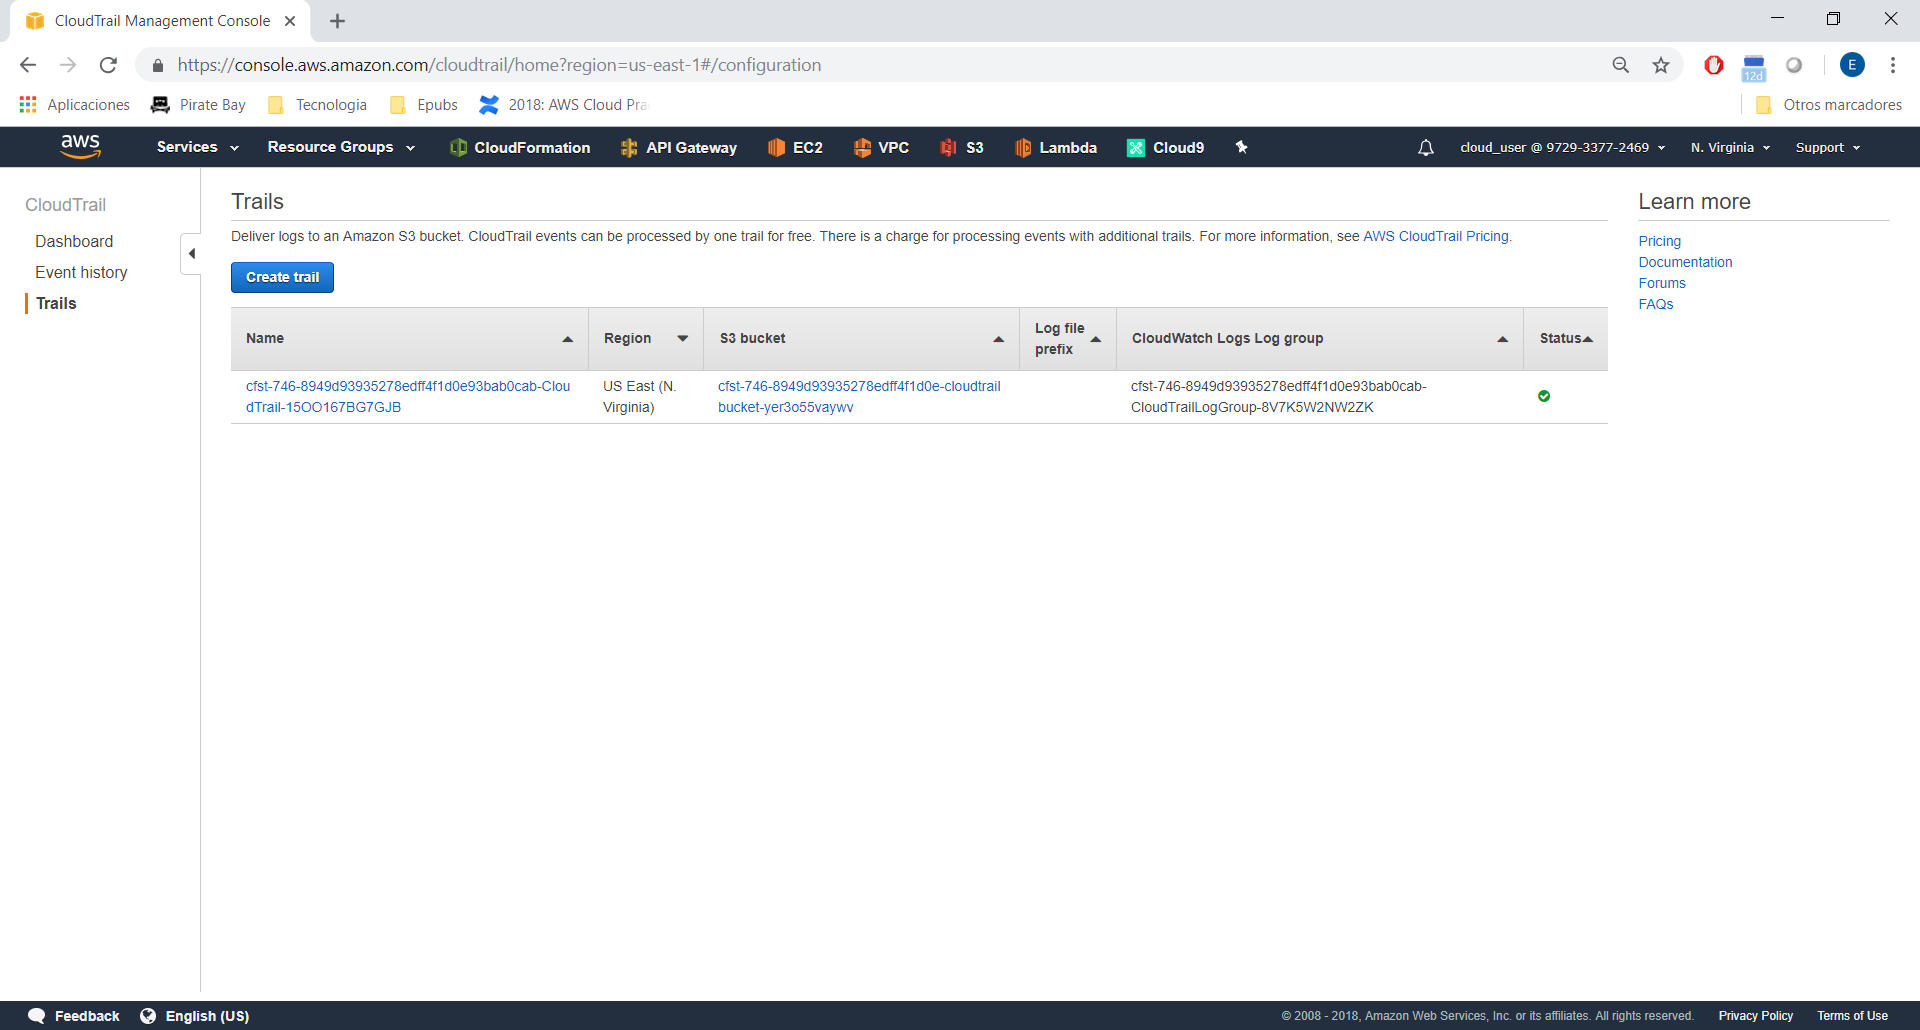 CloudTrail Management Console
https://console.aws.amazon.com/cloudtrail/home?region=us-east-1#/configuration
12d
E
Aplicaciones
Pirate Bay
Tecnologia
Epubs
2018: AWS Cloud Pra
Otros marcadores
aws
Services
Resource Groups
CloudFormation
API Gateway
EC2
VPC
S3
Lambda
Cloud9
cloud_user @ 9729-3377-2469
N. Virginia
Support
CloudTrail
Dashboard
Event history
Trails
Trails
Deliver logs to an Amazon S3 bucket. CloudTrail events can be processed by one trail for free. There is a charge for processing events with additional trails. For more information, see AWS CloudTrail Pricing.
Create trail
Name
Region
S3 bucket
Log file
prefix
CloudWatch Logs Log group
Status
cfst-746-8949d93935278edff4f1d0e93bab0cab-Clou
dTrail-15OO167BG7GJB
US East (N.
Virginia)
cfst-746-8949d93935278edff4f1d0e-cloudtrail
bucket-yer3o55vaywv
cfst-746-8949d93935278edff4f1d0e93bab0cab-
CloudTrailLogGroup-8V7K5W2NW2ZK
Learn more
Pricing
Documentation
Forums
FAQs
Feedback
English (US)
© 2008 - 2018, Amazon Web Services, Inc. or its affiliates. All rights reserved.
Privacy Policy
Terms of Use